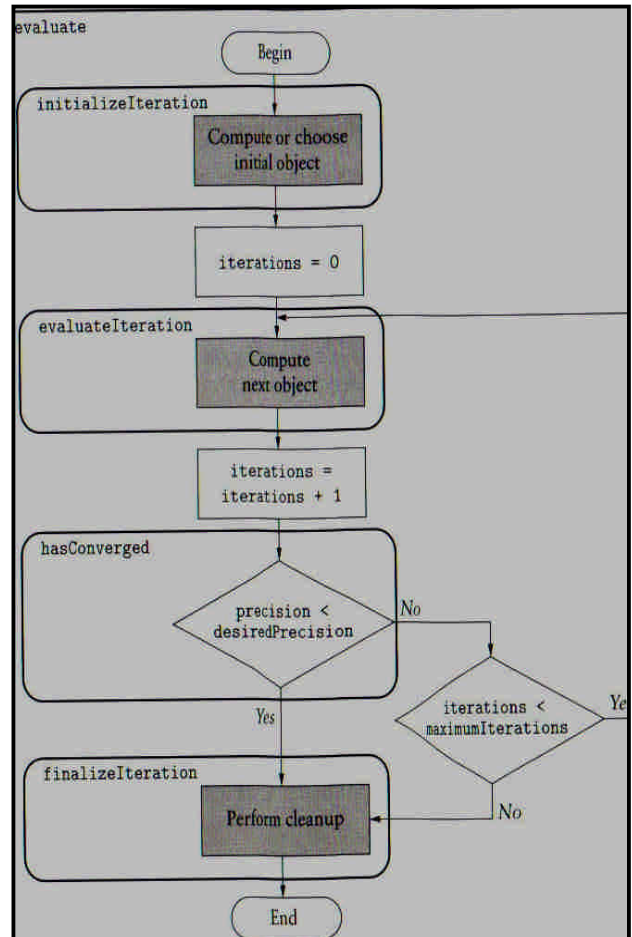 evaluate
Begin
initializeIteration
Compute or choose
initial object
iterations = 0
evaluateIteration
Compute
next object
iterations =
iterations + 1
hasConverged
precision <
desiredPrecision
No
iterations <
maximumIterations
Ye
Yes
finalizeIteration
Perform cleanup
No
End